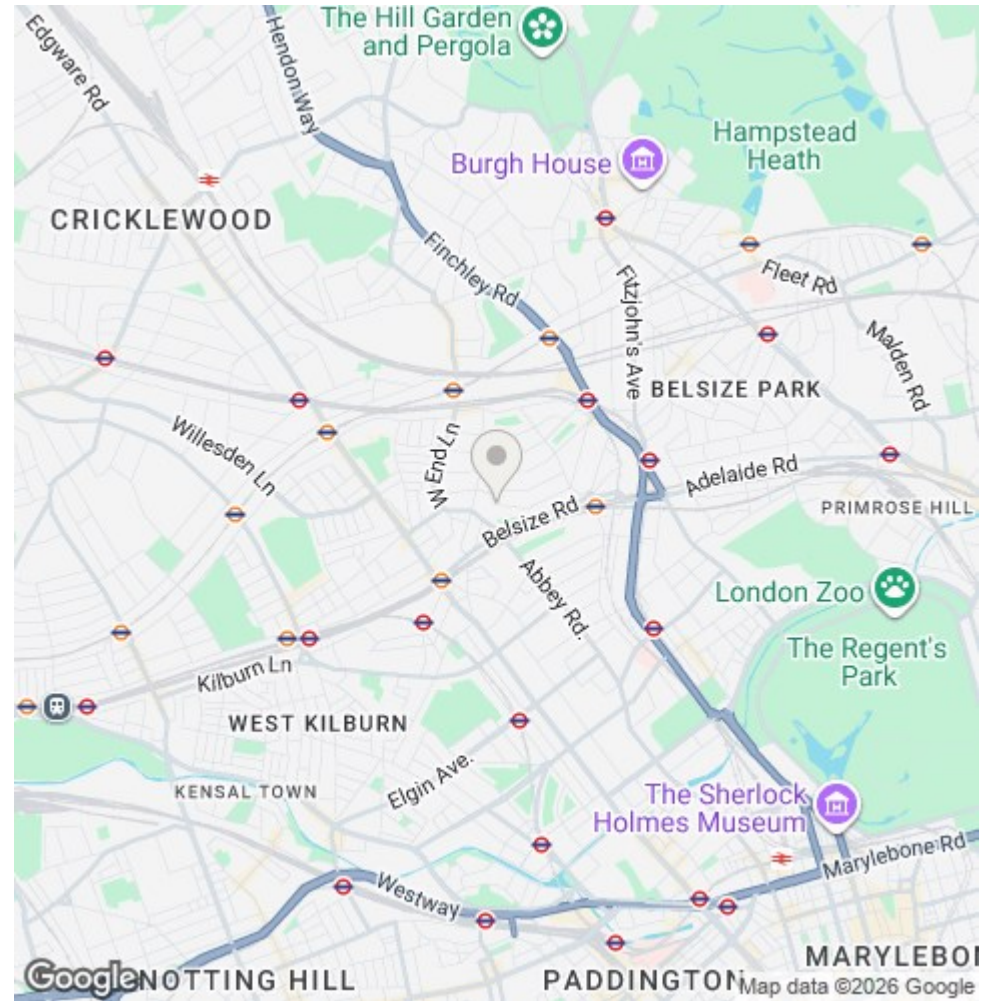 The Hill Garden
and Pergola
Edgware Rd
Hendon Way
Burgh House
Hampstead
Heath
CRICKLEWOOD
Finchley Rd
Fitzjohn's Ave
Fleet Rd
Malden Rd
BELSIZE PARK
Willesden Ln
W End Ln
Adelaide Rd
Belsize Rd
PRIMROSE HILL
Abbey Rd.
London Zoo
The Regent's
Park
Kilburn Ln
WEST KILBURN
Elgin Ave.
KENSAL TOWN
The Sherlock
Holmes Museum
Marylebone Rd
Westway
MARYLEBO
Google
NOTTING HILL
PADDINGTON
Map data ©2026 Google